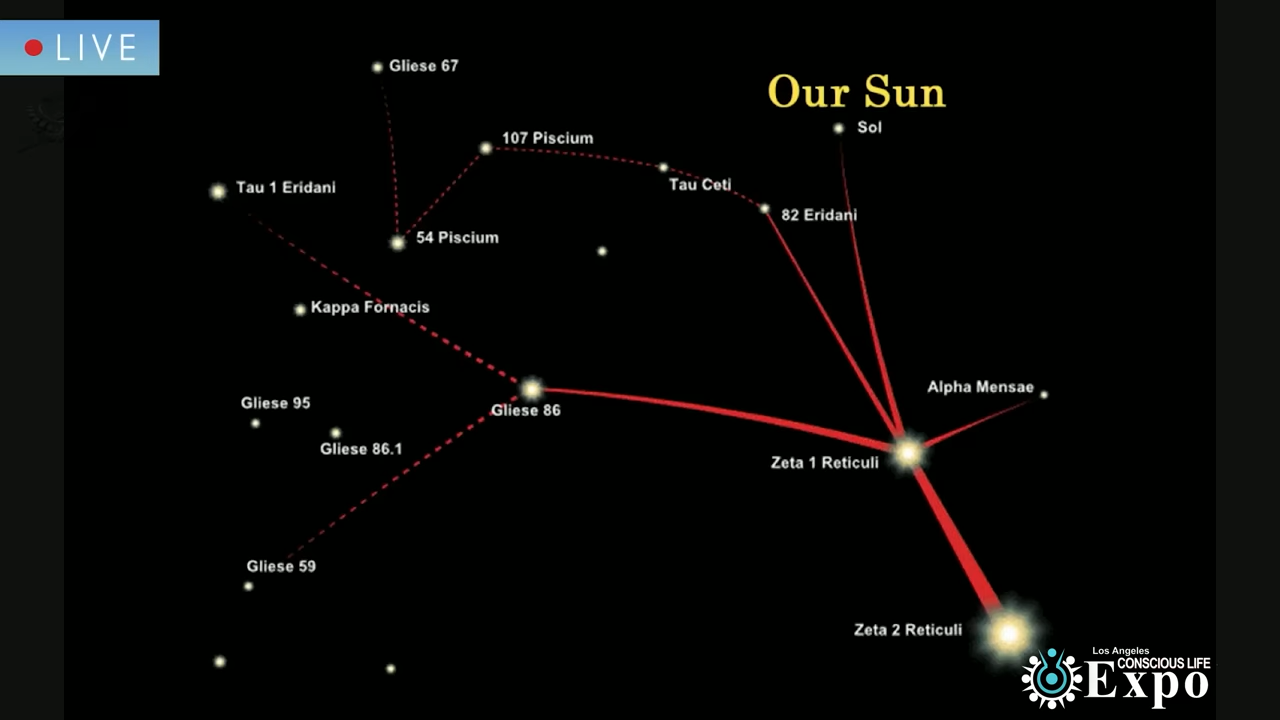 LIVE
Gliese 67
Our Sun
Sol
107 Piscium
Tau Ceti
Tau 1 Eridani
82 Eridani
54 Piscium
Kappa Fornacis
Alpha Mensae
Gliese 95
Gliese 86
Gliese 86.1
Zeta 1 Reticuli
Gliese 59
Zeta 2 Reticuli
Los Angeles
CONSCIOUS LIFE
Expo